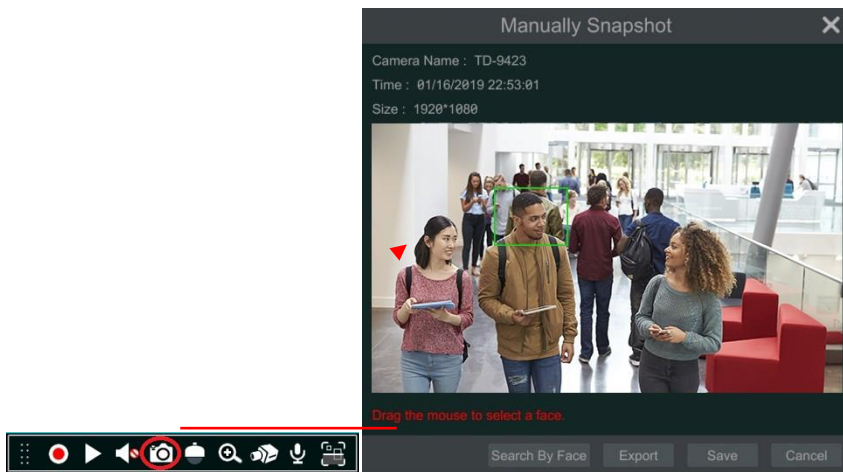 Manually Snapshot
Camera Name : TD-9423
Time : 01/16/2019 22:53:01
Size : 1920*1080
Drag the mouse to select a face.
Search By Face
Export
Save
Cancel